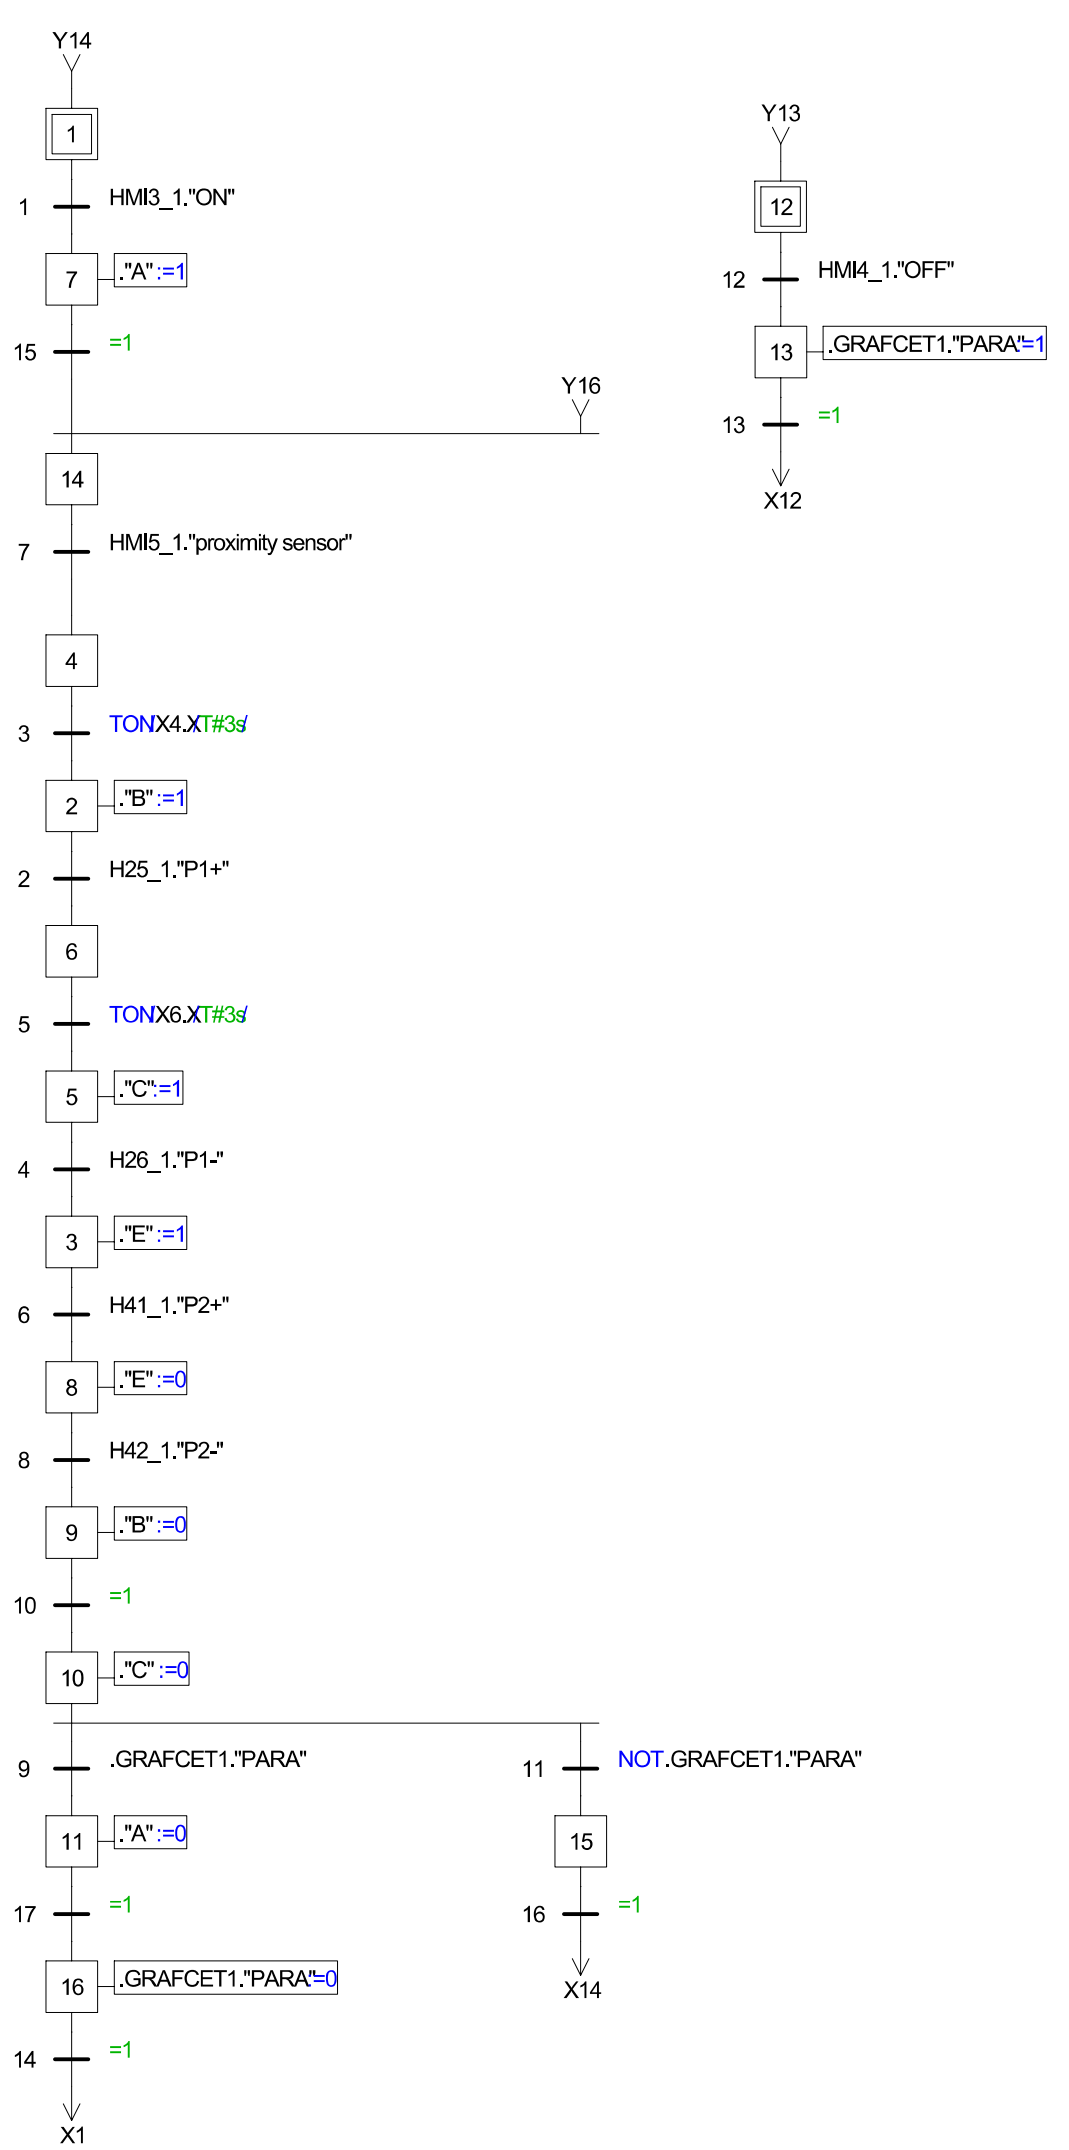 Y14
1
1 HMI3_1."ON"
7 ."A":=1
15 =1
Y16
14
7 HMI5_1."proximity sensor"
4
3 TON/X4.X/T#3s/
2 ."B":=1
2 H25_1."P1+"
6
5 TON/X6.X/T#3s/
5 ."C":=1
4 H26_1."P1-"
3 ."E":=1
6 H41_1."P2+"
8 ."E":=0
8 H42_1."P2-"
9 ."B":=0
10 =1
10 ."C":=0
9 .GRAFCET1."PARA"
11 ."A":=0
17 =1
16 .GRAFCET1."PARA":=0
14 =1
X1
11 NOT.GRAFCET1."PARA"
15
16 =1
X14
Y13
12
12 HMI4_1."OFF"
13 .GRAFCET1."PARA":=1
13 =1
X12